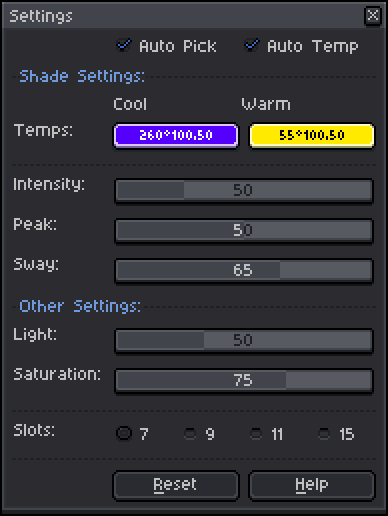 Settings
Auto Pick Auto Temp
Shade Settings:
Cool Warm
Temps: 260°100.50 55°100.50
Intensity: 50
Peak: 50
Sway: 65
Other Settings:
Light: 50
Saturation: 75
Slots: 7 9 11 15
Reset Help